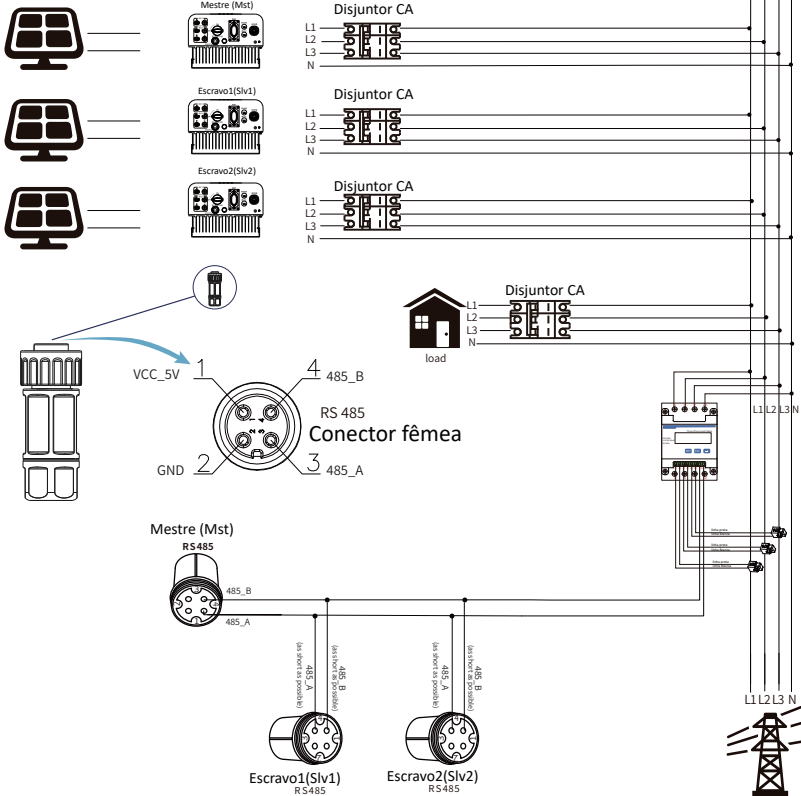 Mestre (Mst)
Disjuntor CA
L1
L2
L3
N
Escravo1(Slv1)
Disjuntor CA
L1
L2
L3
N
Escravo2(Slv2)
Disjuntor CA
L1
L2
L3
N
Disjuntor CA
L1
L2
L3
N
load
1
VCC_5V
4
485_B
RS 485
Conector fêmea
2
GND
3
485_A
1
4
2
3
L1 L2 L3 N
Mestre (Mst)
RS485
485_B
485_A
485_A
(as short as possible)
485_B
(as short as possible)
485_A
(as short as possible)
485_B
(as short as possible)
Escravo1(Slv1)
RS485
Escravo2(Slv2)
RS485
L1 L2 L3 N